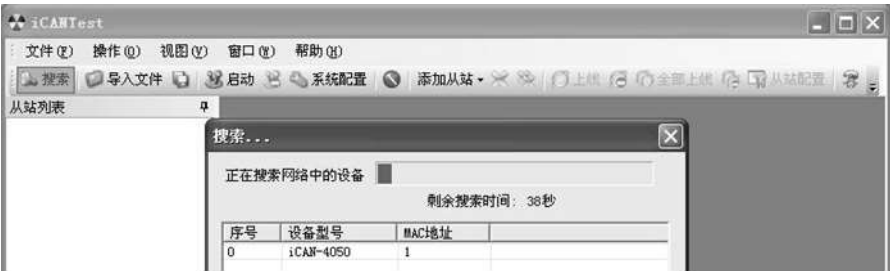 iCANTest
文件(F) 操作(O) 视图(V) 窗口(W) 帮助(H)
搜索 导入文件 启动 系统配置 添加从站 上线 全部上线 从站配置
从站列表
搜索...
正在搜索网络中的设备
剩余搜索时间: 38秒
序号 设备型号 MAC地址
0 iCAN-4050 1